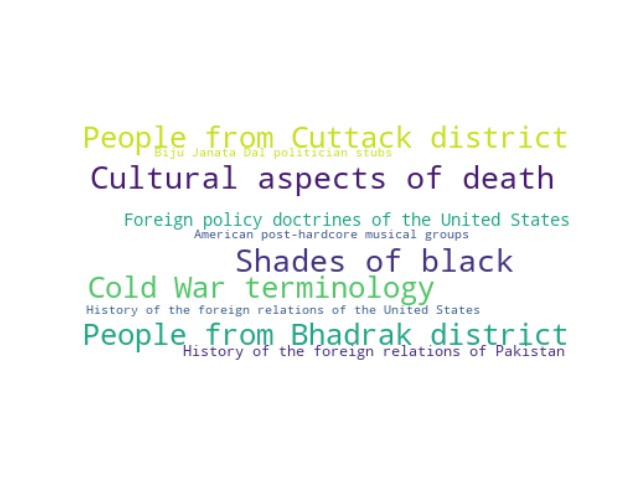 People from Cuttack district
Biju Janata Dal politician stubs
Cultural aspects of death
Foreign policy doctrines of the United States
American post-hardcore musical groups
Shades of black
Cold War terminology
History of the foreign relations of the United States
People from Bhadrak district
History of the foreign relations of Pakistan